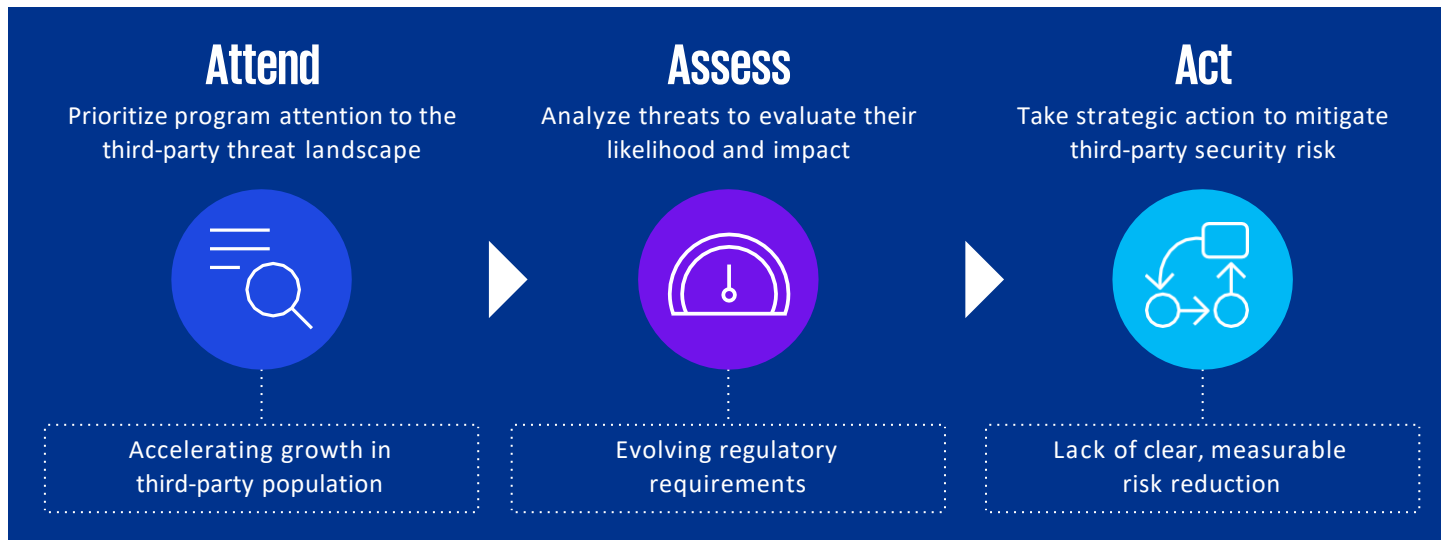 Attend
Prioritize program attention to the
third-party threat landscape
Accelerating growth in
third-party population
Assess
Analyze threats to evaluate their
likelihood and impact
Evolving regulatory
requirements
Act
Take strategic action to mitigate
third-party security risk
Lack of clear, measurable
risk reduction